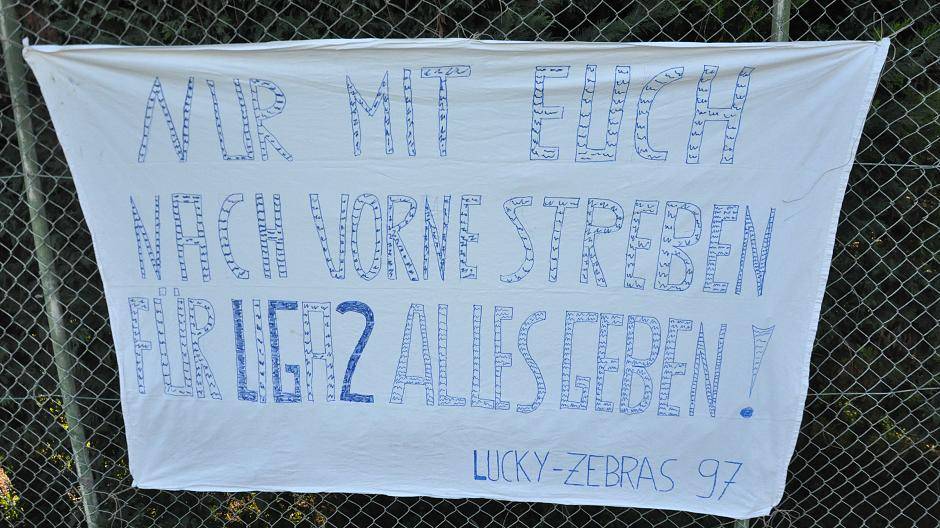 NUR MIT EUCH
NACH VORNE STREBEN
FÜR LIGA 2 ALLES GEBEN!
LUCKY-ZEBRAS 97